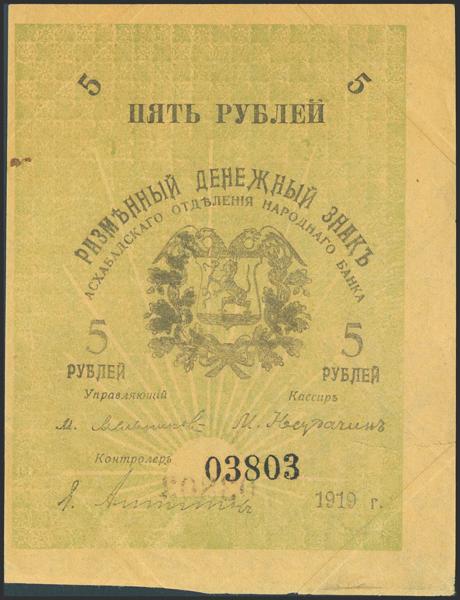 5 5
ПЯТЬ РУБЛЕЙ
РАЗМѢННЫЙ ДЕНЕЖНЫЙ ЗНАКЪ
АСХАБАДСКАГО ОТДѢЛЕНІЯ НАРОДНАГО БАНКА
5 5
РУБЛЕЙ РУБЛЕЙ
Управляющій Кассиръ
М. М.
Контролеръ
03803
1919 г.